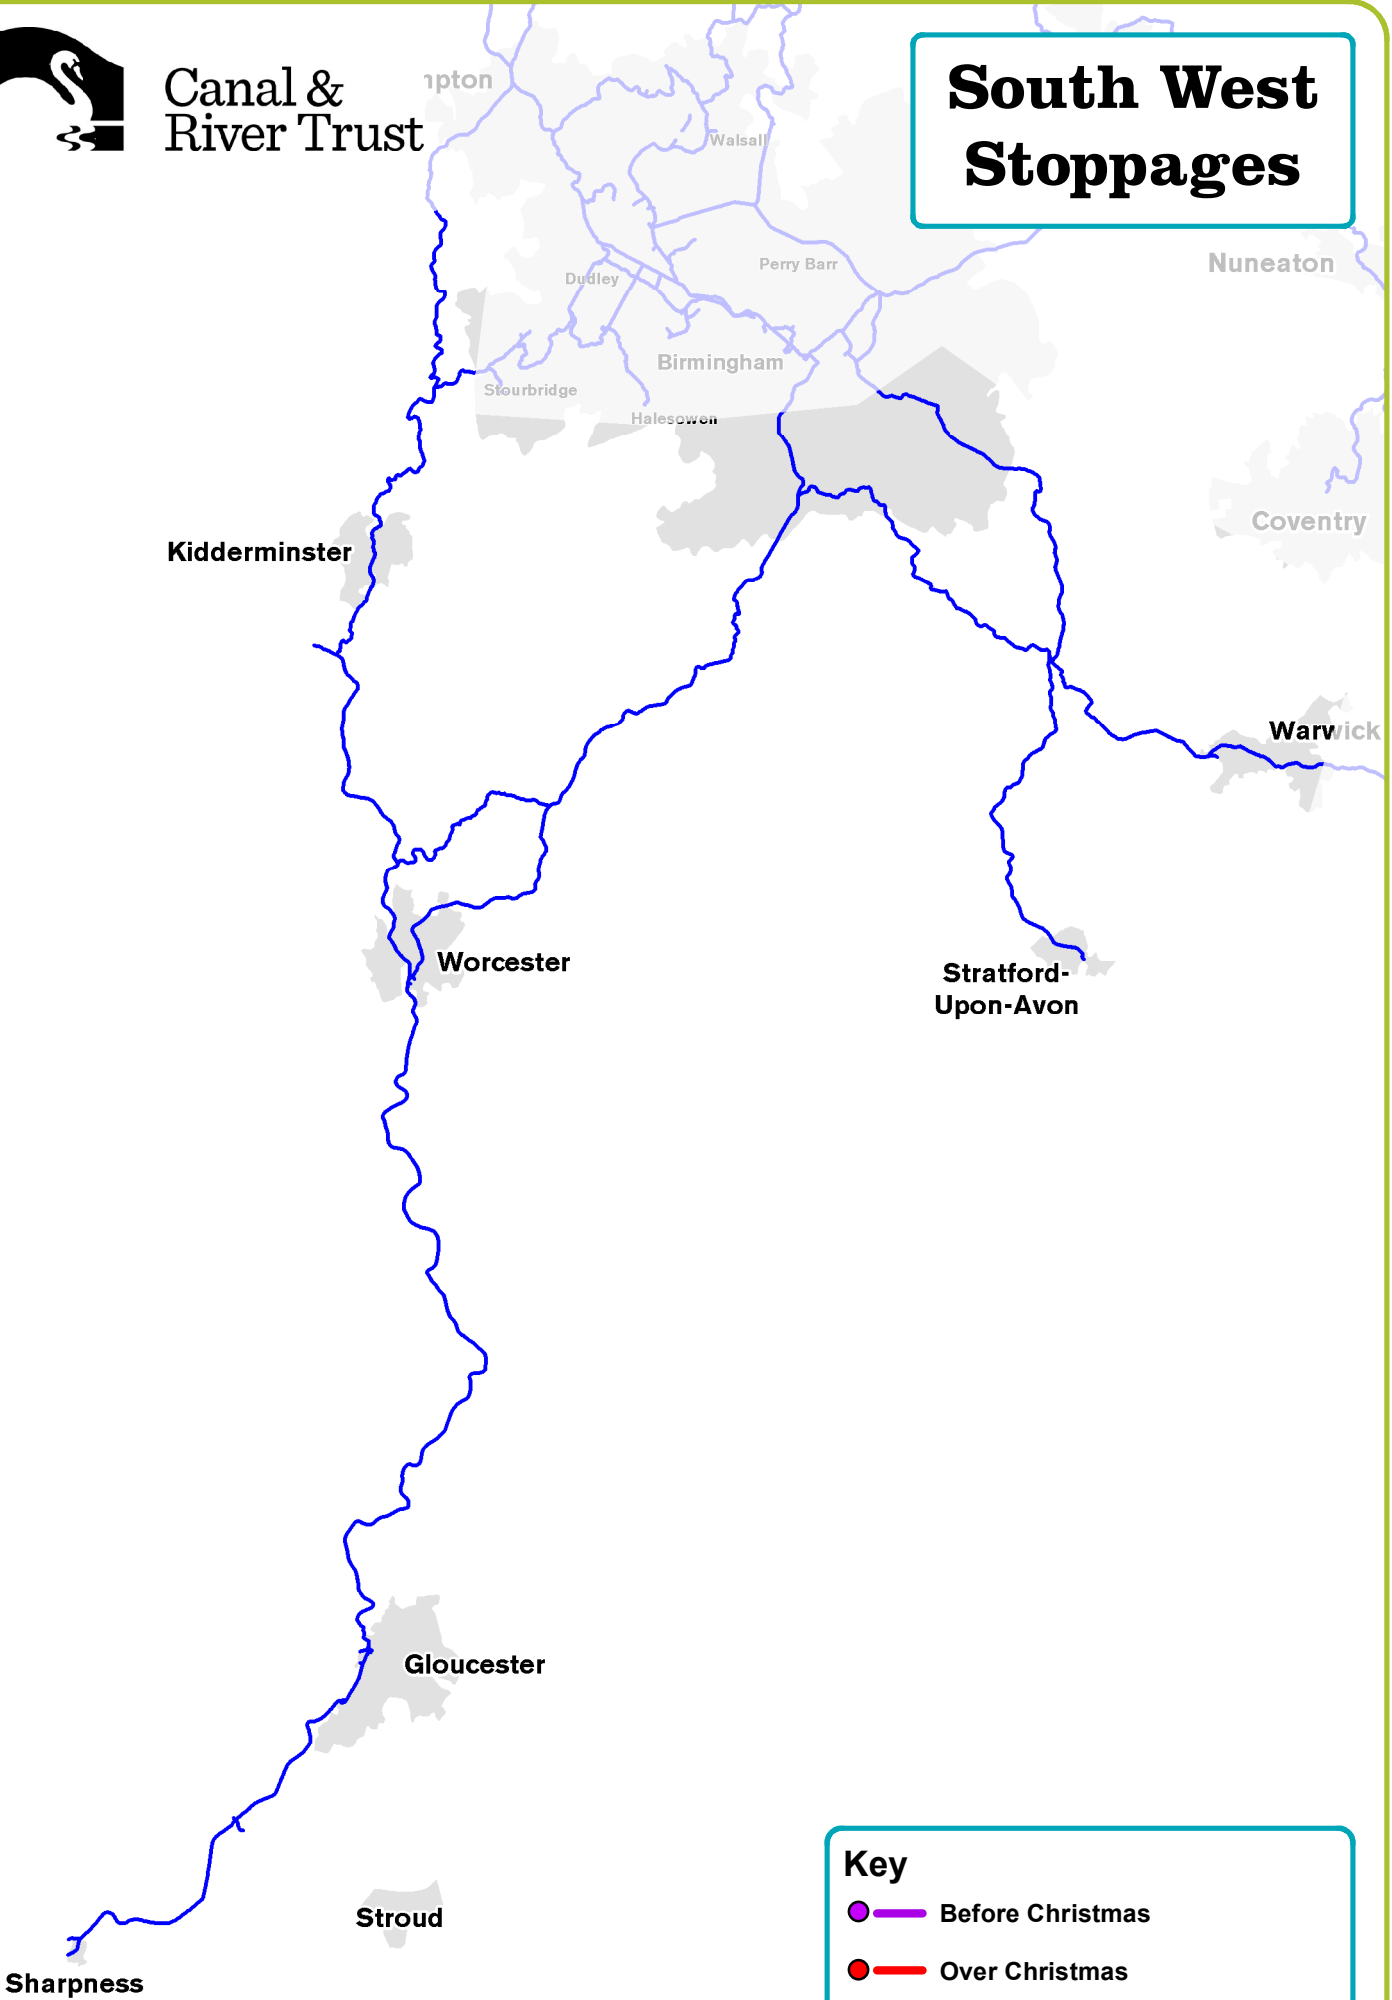 Canal &
River Trust
South West
Stoppages
mpton
Walsall
Nuneaton
Perry Barr
Dudley
Birmingham
Stourbridge
Halesowen
Coventry
Kidderminster
Warwick
Worcester
Stratford-
Upon-Avon
Gloucester
Stroud
Sharpness
Key
Before Christmas
Over Christmas